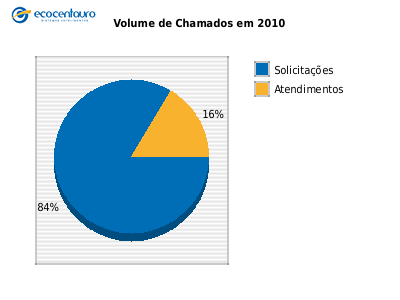 ecocentauro
Volume de Chamados em 2010
Solicitações
Atendimentos
16%
84%